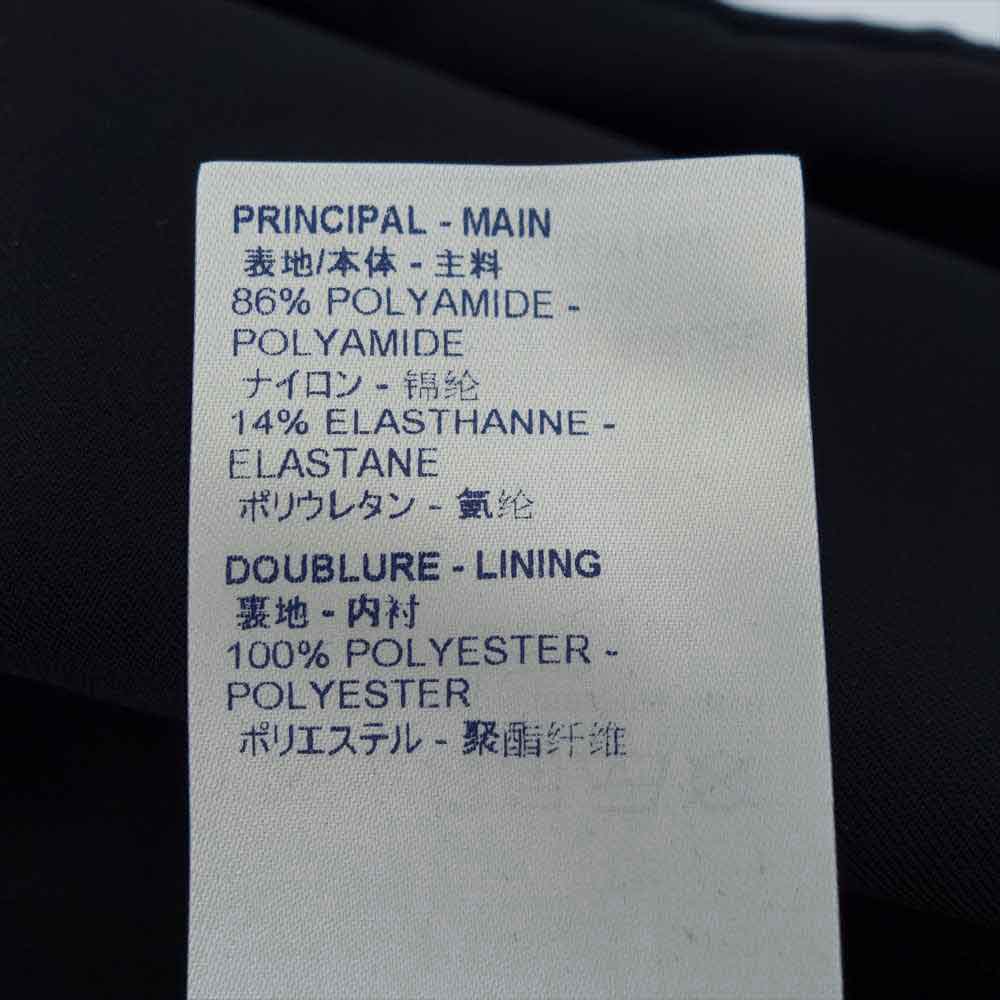 PRINCIPAL - MAIN
表地/本体 - 主料
86% POLYAMIDE -
POLYAMIDE
ナイロン - 锦纶
14% ELASTHANNE -
ELASTANE
ポリウレタン - 氨纶
DOUBLURE - LINING
裏地 - 内衬
100% POLYESTER -
POLYESTER
ポリエステル - 聚酯纤维